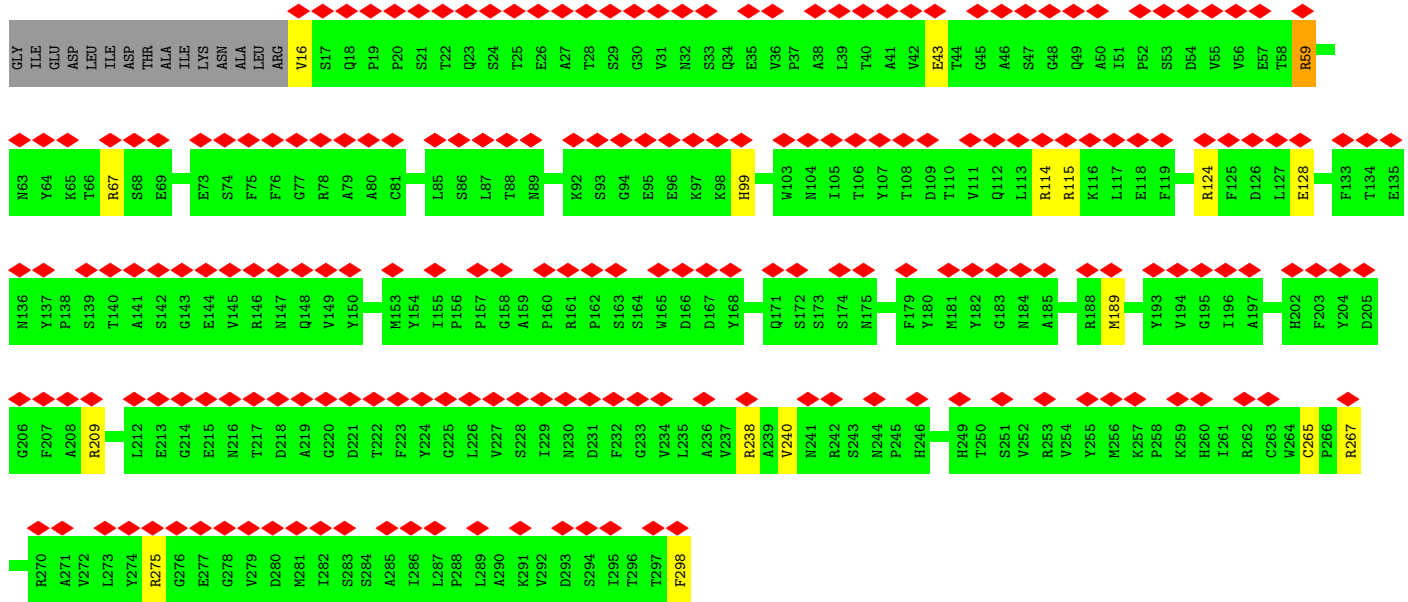 GLY ILE GLU ASP LEU ILE ASP THR ALA ILE LYS ASN ALA LEU ARG V16 S17 Q18 P19 P20 S21 T22 Q23 S24 T25 E26 A27 T28 S29 G30 V31 N32 S33 Q34 E35 V36 P37 A38 L39 T40 A41 V42 E43 T44 G45 A46 S47 G48 Q49 A50 I51 P52 S53 D54 V55 V56 E57 T58 R59
N63 Y64 K65 T66 R67 S68 E69 E73 S74 F75 F76 G77 R78 A79 A80 C81 L85 S86 L87 T88 N89 K92 S93 G94 E95 E96 K97 K98 H99 W103 N104 I105 T106 Y107 T108 D109 T110 V111 Q112 L113 R114 R115 K116 L117 E118 F119 R124 F125 D126 L127 E128 F133 T134 E135
N136 Y137 P138 S139 T140 A141 S142 G143 E144 V145 R146 N147 Q148 V149 Y150 M153 Y154 I155 P156 P157 G158 A159 P160 R161 P162 S163 S164 W165 D166 D167 Y168 Q171 S172 S173 S174 N175 F179 Y180 M181 Y182 G183 N184 A185 R188 M189 Y193 V194 G195 I196 A197 H202 F203 Y204 D205
G206 F207 A208 R209 L212 E213 G214 E215 N216 T217 D218 A219 G220 D221 T222 F223 Y224 G225 L226 V227 S228 I229 N230 D231 F232 G233 V234 L235 A236 V237 R238 A239 V240 N241 R242 S243 N244 P245 H246 H249 T250 S251 V252 R253 V254 Y255 M256 K257 P258 K259 H260 I261 R262 C263 W264 C265 P266 R267
R270 A271 V272 L273 Y274 R275 G276 E277 G278 V279 D280 M281 I282 S283 S284 A285 I286 L287 P288 L289 A290 K291 V292 D293 S294 I295 T296 T297 F298